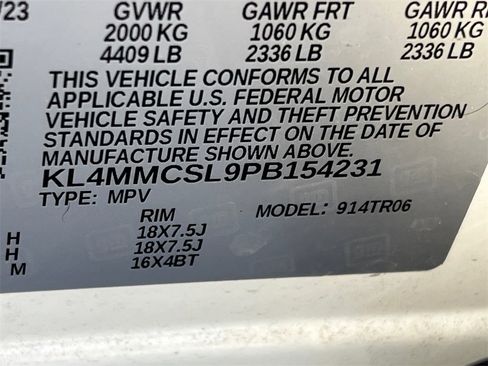 /23 GVWR GAWR FRT GAWR R
2000 KG 1060 KG 1060 KG
4409 LB 2336 LB 2336 LB
THIS VEHICLE CONFORMS TO ALL
APPLICABLE U.S. FEDERAL MOTOR
VEHICLE SAFETY AND THEFT PREVENTION
STANDARDS IN EFFECT ON THE DATE OF
MANUFACTURE SHOWN ABOVE.
KL4MMCSL9PB154231
TYPE: MPV MODEL: 914TR06
RIM
H 18X7.5J
H 18X7.5J
M 16X4BT